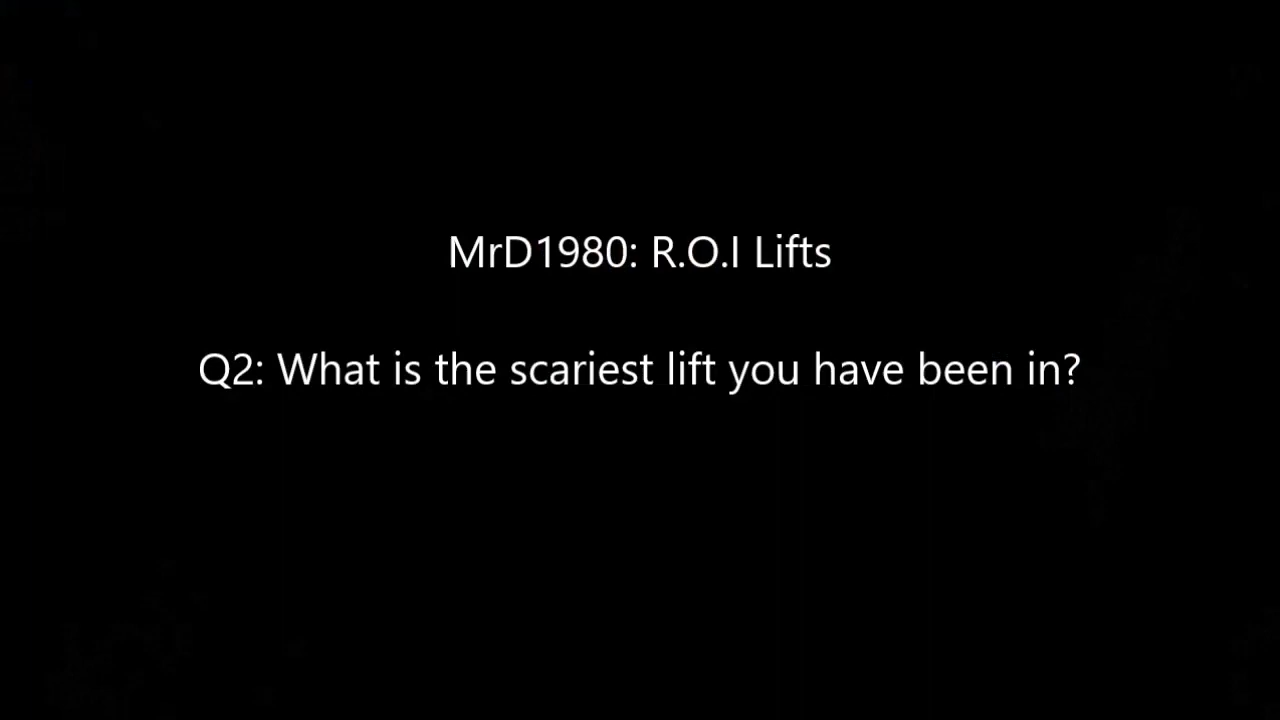 MrD1980: R.O.I Lifts
Q2: What is the scariest lift you have been in?